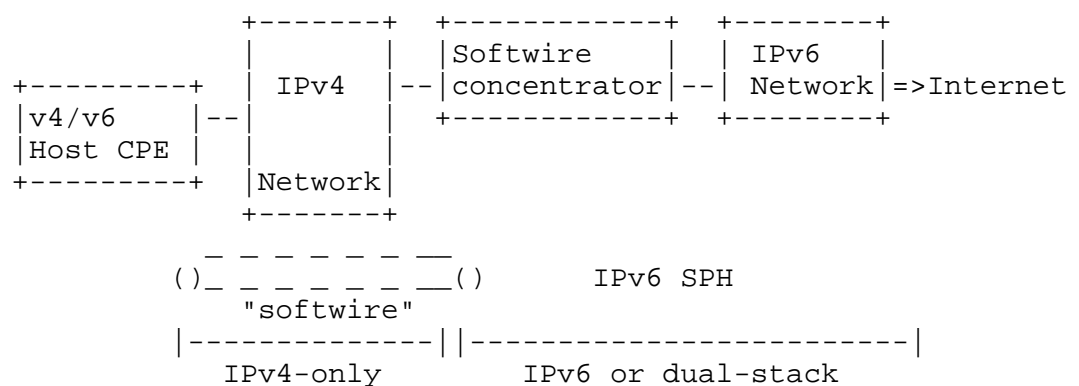 Softwire IPv6
IPv4 concentrator Network =>Internet
v4/v6
Host CPE
Network
() () IPv6 SPH
"softwire"
IPv4-only IPv6 or dual-stack